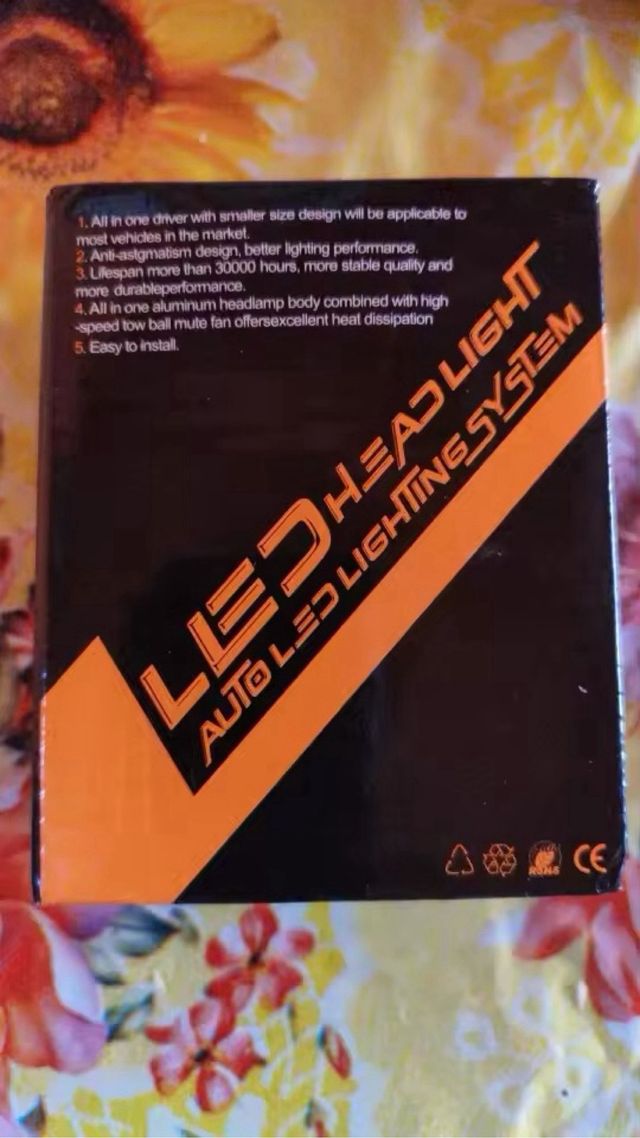 1. All in one driver with smaller size design will be applicable to
most vehicles in the market.
2. Anti-astgmatism design, better lighting performance.
3. Lifespan more than 30000 hours, more stable quality and
more durableperformance.
4. All in one aluminum headlamp body combined with high
-speed tow ball mute fan offersexcellent heat dissipation
5. Easy to install.
LED HEADLIGHT
AUTO LED LIGHTING SYSTEM
RoHS CE